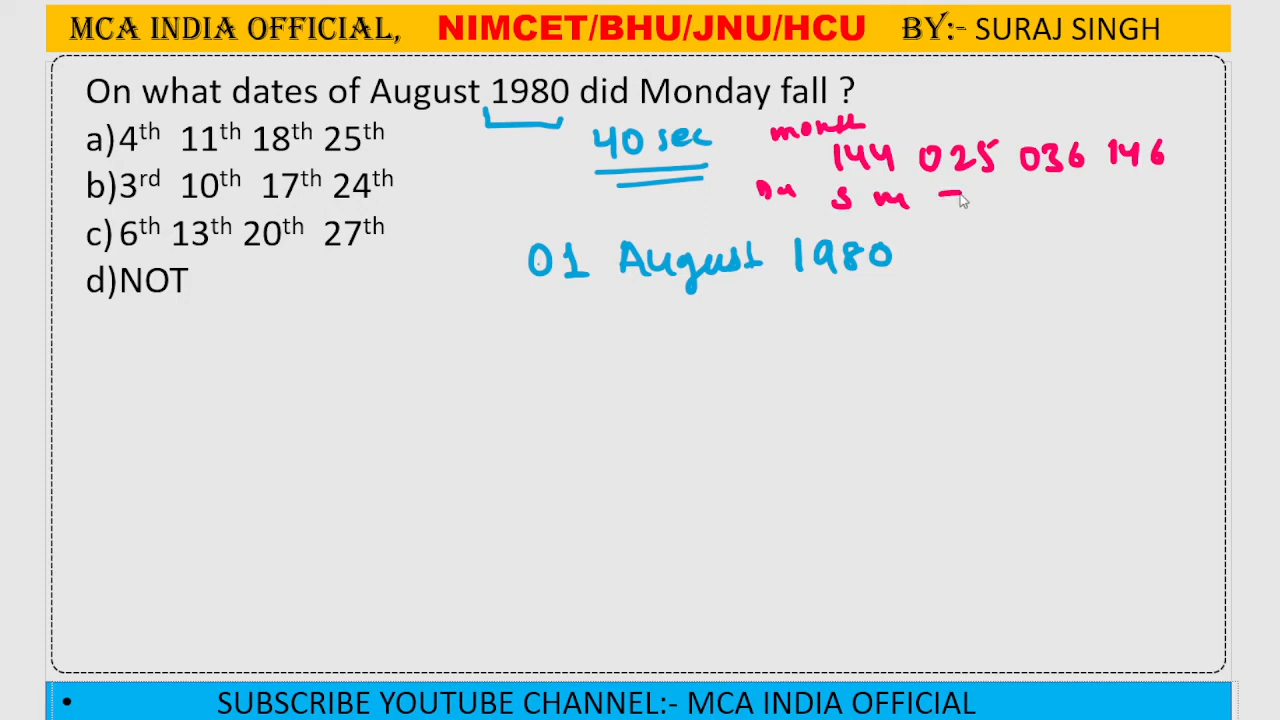 MCA INDIA OFFICIAL, NIMCET/BHU/JNU/HCU BY:- SURAJ SINGH
On what dates of August 1980 did Monday fall ?
a)4th 11th 18th 25th
b)3rd 10th 17th 24th
c)6th 13th 20th 27th
d)NOT
40 sec
month
144 025 036 146
S M T
01 August 1980
• SUBSCRIBE YOUTUBE CHANNEL:- MCA INDIA OFFICIAL